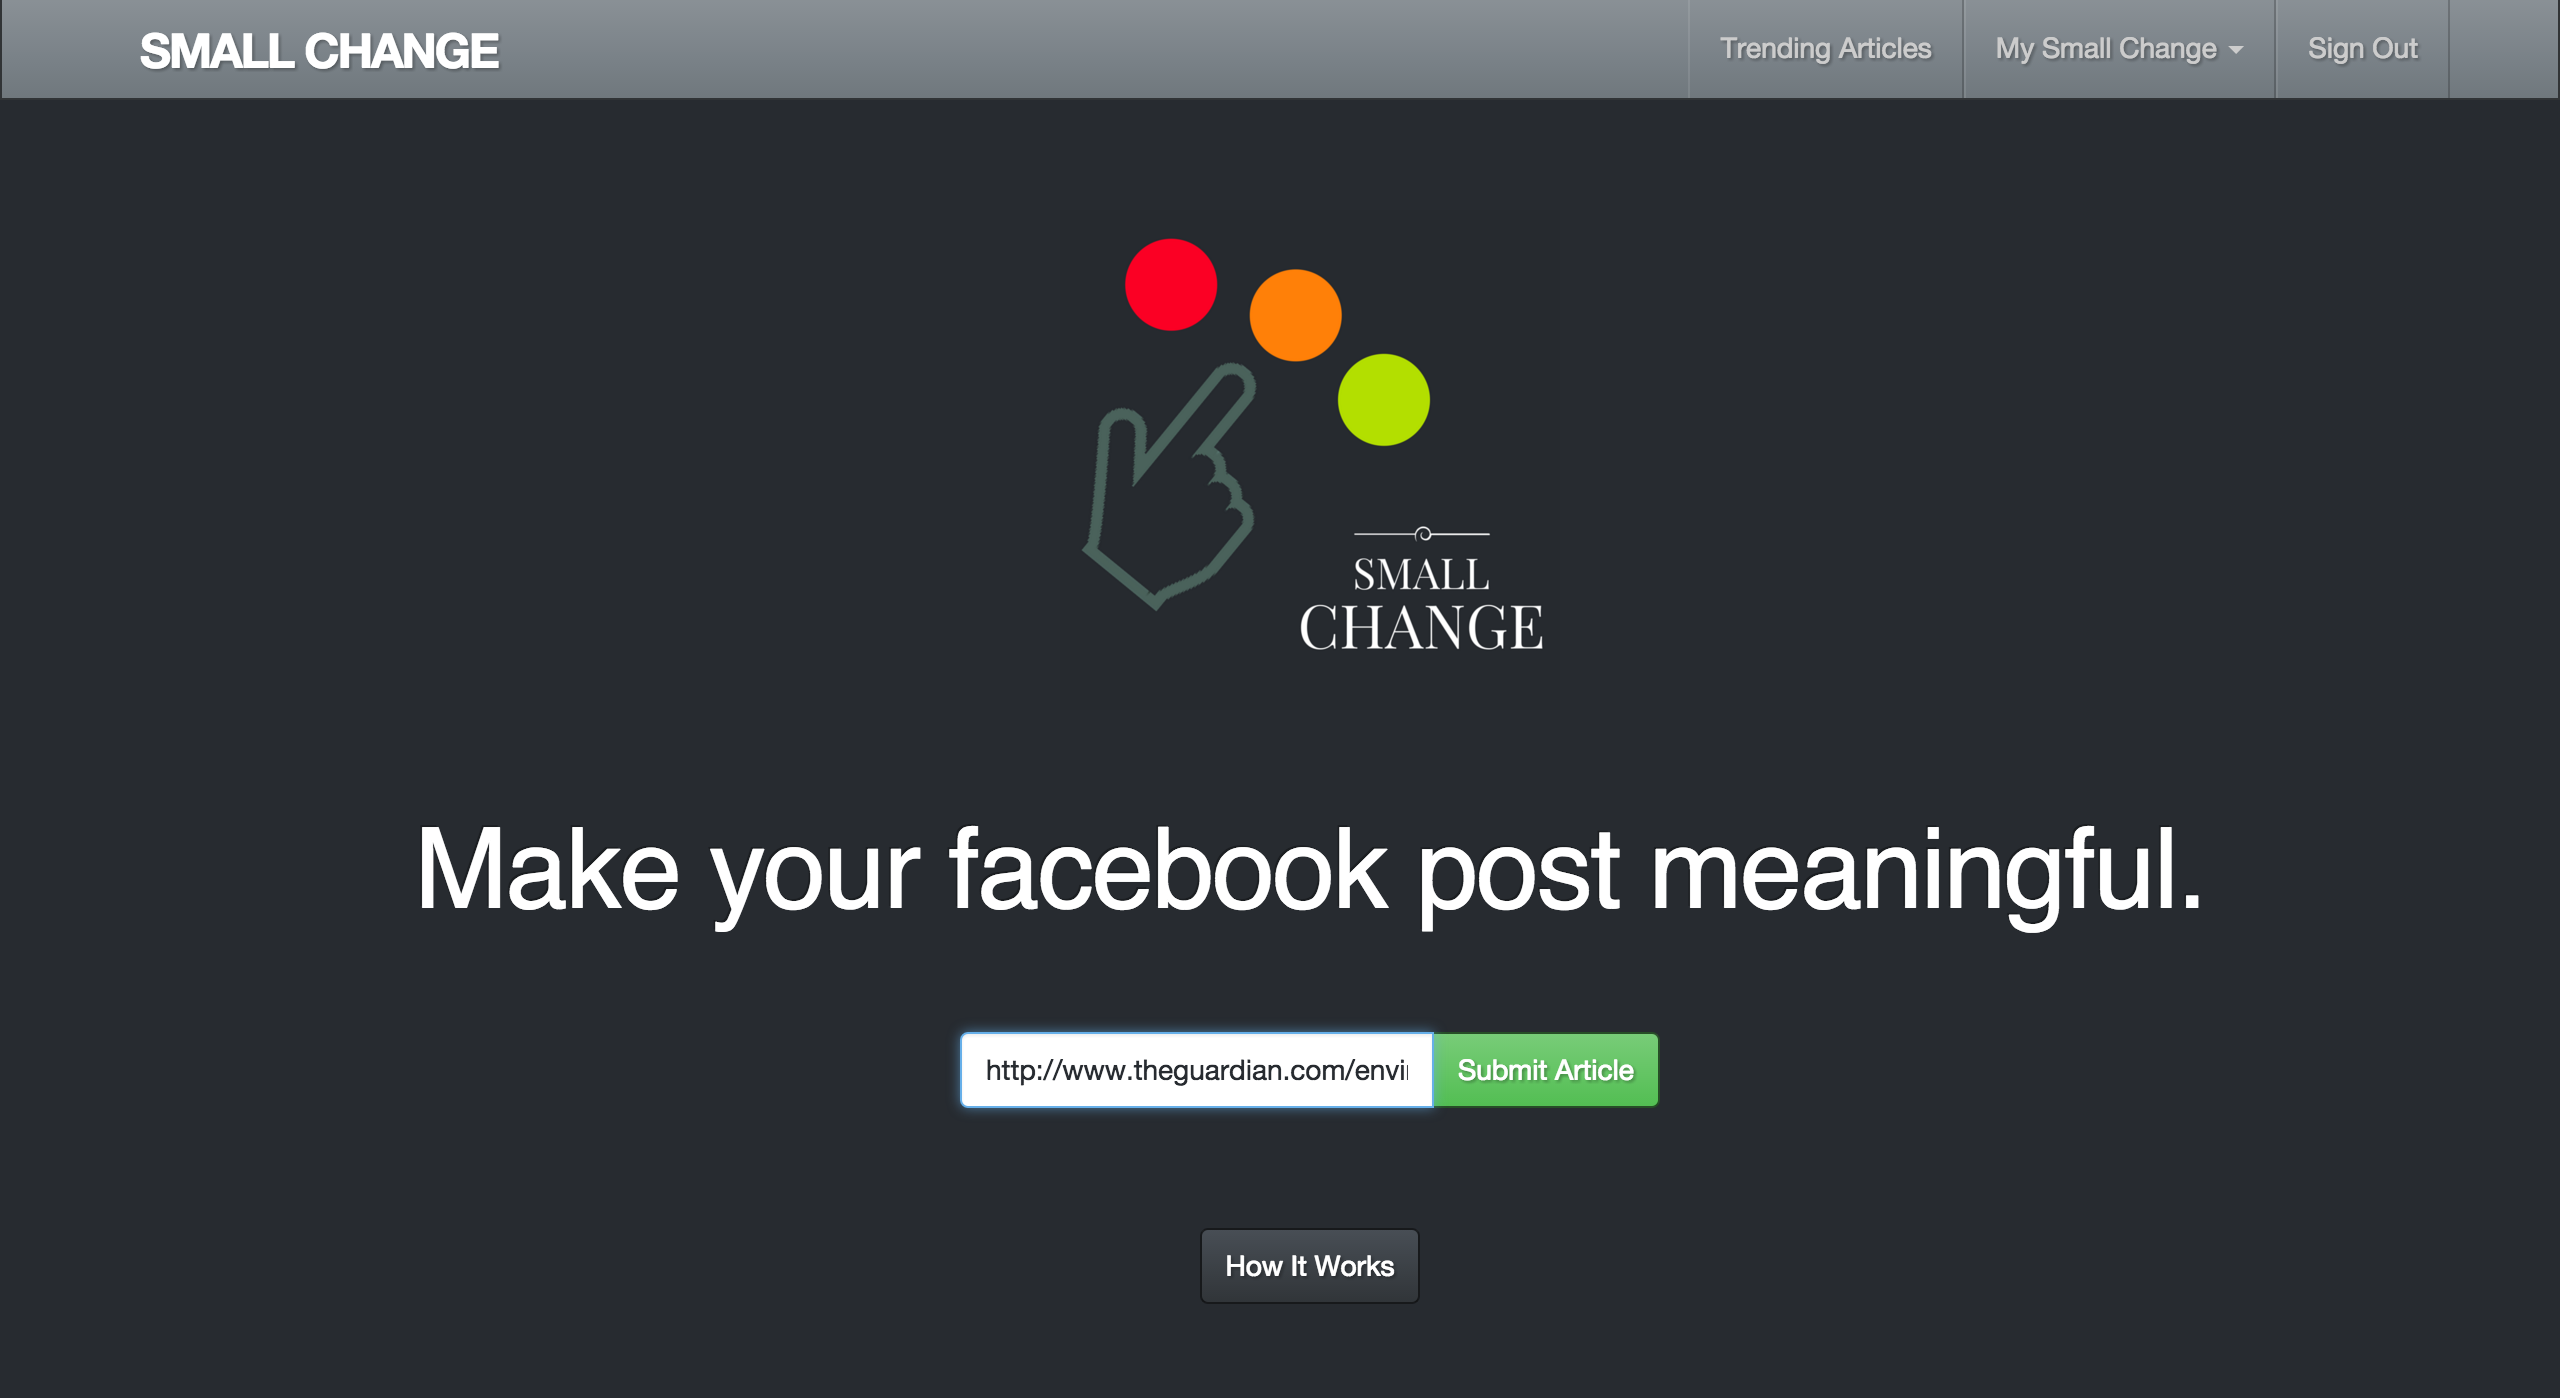 SMALL CHANGE
Trending Articles
My Small Change
Sign Out
SMALL
CHANGE
Make your facebook post meaningful.
http://www.theguardian.com/envi
Submit Article
How It Works